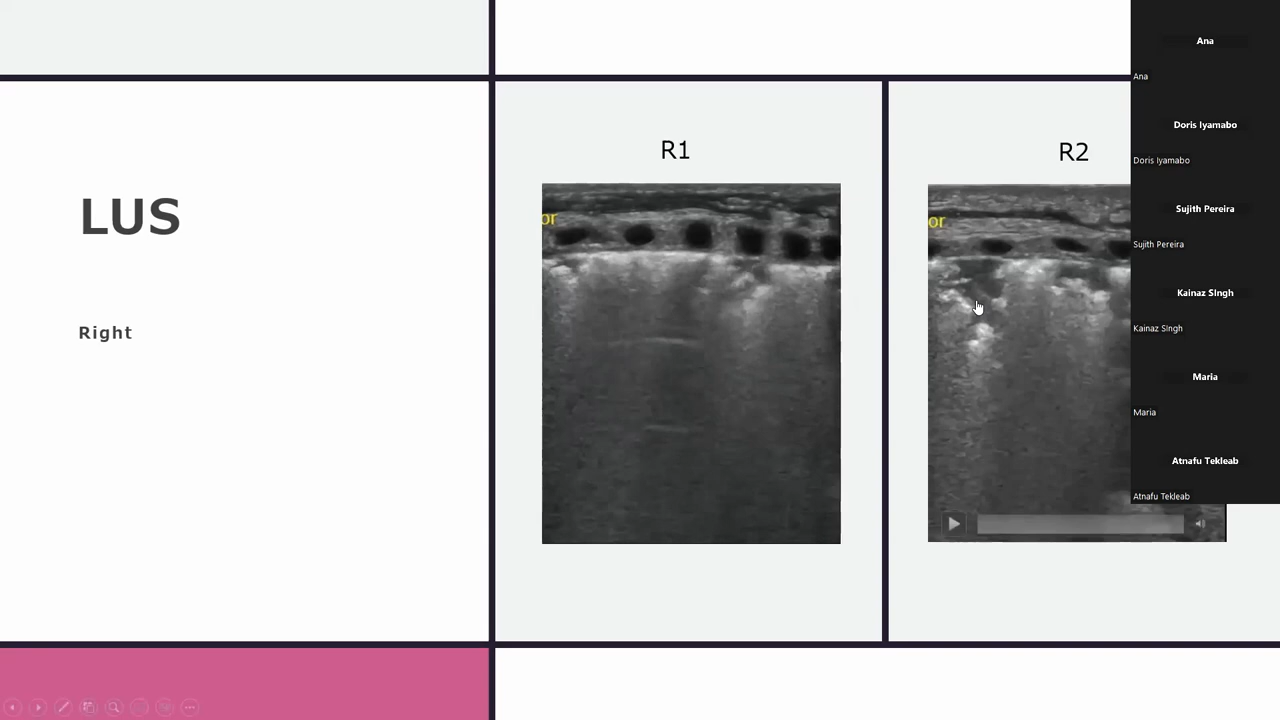 LUS
Right
R1
or
R2
or
Ana
Ana
Doris Iyamabo
Doris Iyamabo
Sujith Pereira
Sujith Pereira
Kainaz SIngh
Kainaz SIngh
Maria
Maria
Atnafu Tekleab
Atnafu Tekleab